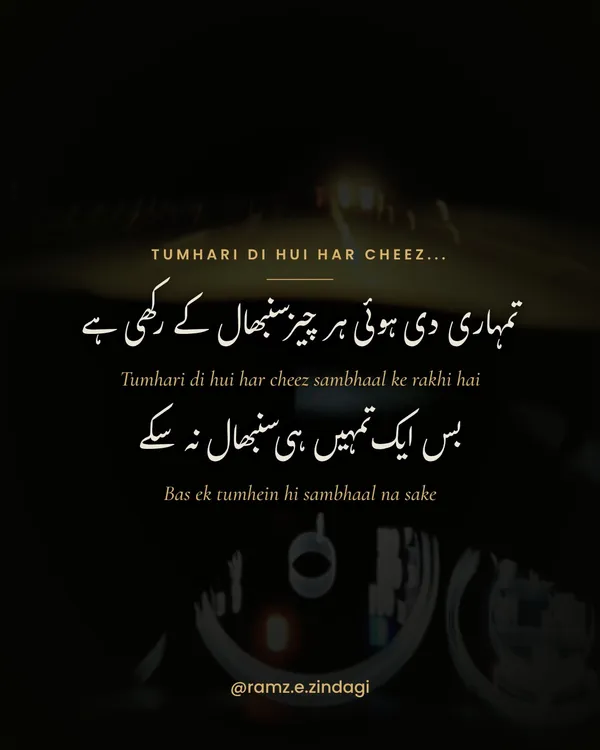 TUMHARI DI HUI HAR CHEEZ...
تمہاری دی ہوئی ہر چیز سنبھال کے رکھی ہے
Tumhari di hui har cheez sambhaal ke rakhi hai
بس ایک تمہیں ہی سنبھال نہ سکے
Bas ek tumhein hi sambhaal na sake
@ramz.e.zindagi